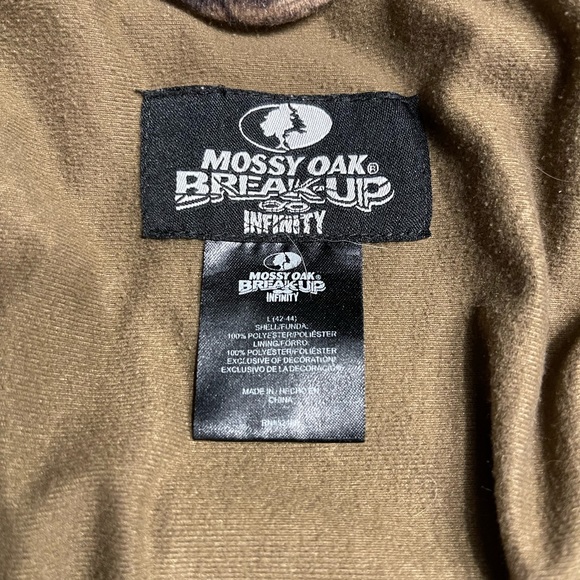 MOSSY OAK®
BREAK-UP
INFINITY
MOSSY OAK®
BREAK-UP
INFINITY
L (42-44)
SHELL/FUNDA:
100% POLYESTER/POLIÉSTER
LINING/FORRO:
100% POLYESTER/POLIÉSTER
EXCLUSIVE OF DECORATION/
EXCLUSIVO DE LA DECORACIÓN
MADE IN / HECHO EN
CHINA